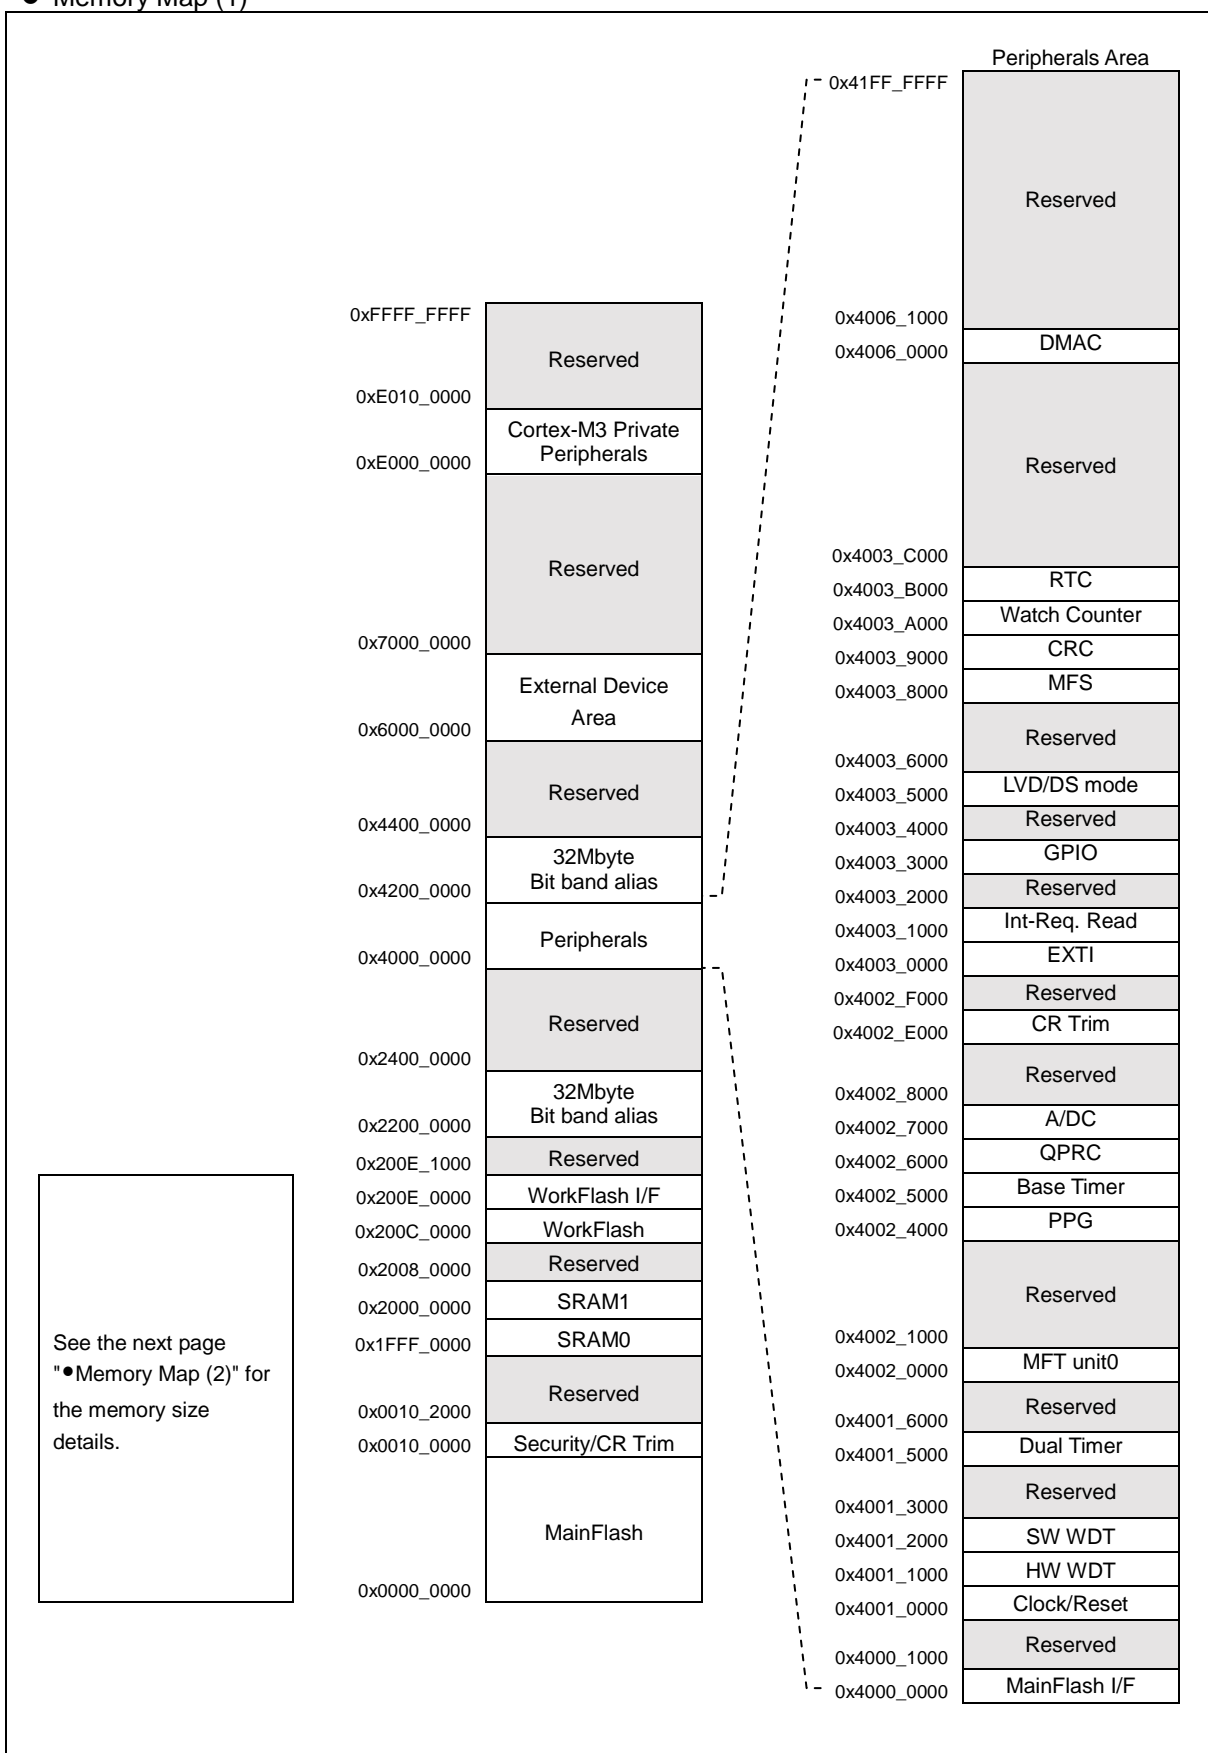 ● Memory Map (1)
Peripherals Area
0x41FF_FFFF
Reserved
0x4006_1000
DMAC
0x4006_0000
Reserved
0x4003_C000
RTC
0x4003_B000
Watch Counter
0x4003_A000
CRC
0x4003_9000
MFS
0x4003_8000
Reserved
0x4003_6000
LVD/DS mode
0x4003_5000
Reserved
0x4003_4000
GPIO
0x4003_3000
Reserved
0x4003_2000
Int-Req. Read
0x4003_1000
EXTI
0x4003_0000
Reserved
0x4002_F000
CR Trim
0x4002_E000
Reserved
0x4002_8000
A/DC
0x4002_7000
QPRC
0x4002_6000
Base Timer
0x4002_5000
PPG
0x4002_4000
Reserved
0x4002_1000
MFT unit0
0x4002_0000
Reserved
0x4001_6000
Dual Timer
0x4001_5000
Reserved
0x4001_3000
SW WDT
0x4001_2000
HW WDT
0x4001_1000
Clock/Reset
0x4001_0000
Reserved
0x4000_1000
MainFlash I/F
0x4000_0000
0xFFFF_FFFF
Reserved
0xE010_0000
Cortex-M3 Private
Peripherals
0xE000_0000
Reserved
0x7000_0000
External Device
Area
0x6000_0000
Reserved
0x4400_0000
32Mbyte
Bit band alias
0x4200_0000
Peripherals
0x4000_0000
Reserved
0x2400_0000
32Mbyte
Bit band alias
0x2200_0000
Reserved
0x200E_1000
WorkFlash I/F
0x200E_0000
WorkFlash
0x200C_0000
Reserved
0x2008_0000
SRAM1
0x2000_0000
SRAM0
0x1FFF_0000
Reserved
0x0010_2000
Security/CR Trim
0x0010_0000
MainFlash
0x0000_0000
See the next page
"●Memory Map (2)" for
the memory size
details.